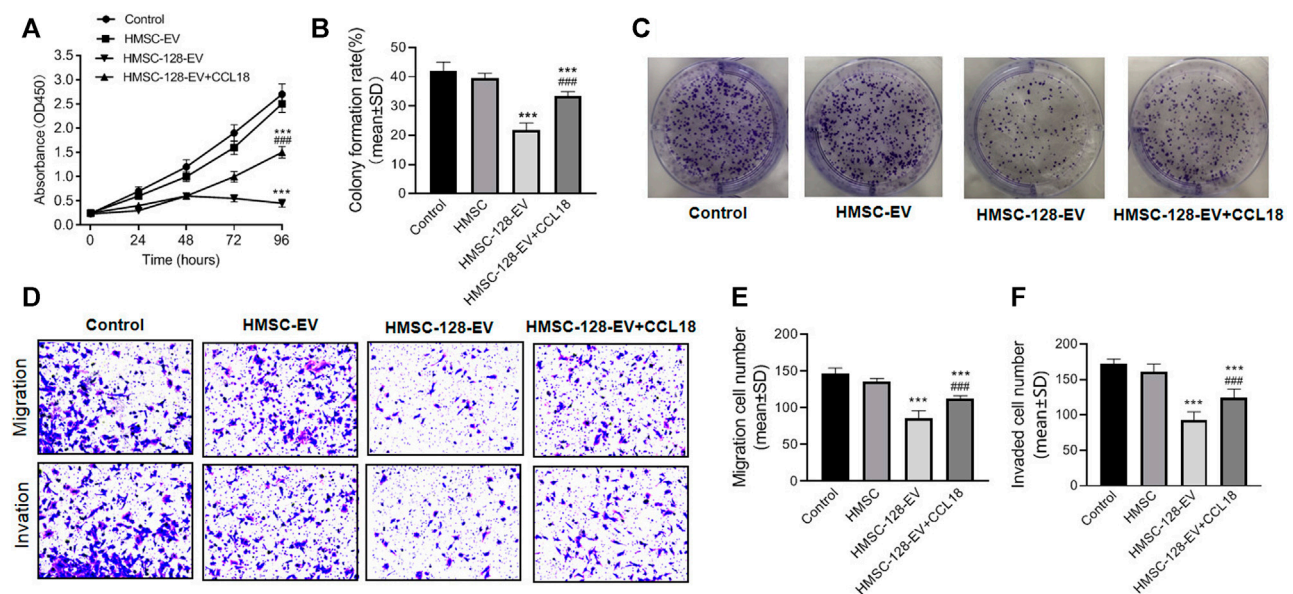 A
Control
HMSC-EV
HMSC-128-EV
HMSC-128-EV+CCL18
Absorbance(OD450)
3.5
3.0
2.5
2.0
1.5
1.0
0.5
0.0
***
###
***
0 24 48 72 96
Time (hours)
B
Colony formation rate(%)
(mean±SD)
50
40
30
20
10
0
***
***
###
Control
HMSC
HMSC-128-EV
HMSC-128-EV+CCL18
C
Control
HMSC-EV
HMSC-128-EV
HMSC-128-EV+CCL18
D
Control HMSC-EV HMSC-128-EV HMSC-128-EV+CCL18
Migration
Invation
E
Migration cell number
(mean±SD)
200
150
100
50
0
***
***
###
Control
HMSC
HMSC-128-EV
HMSC-128-EV+CCL18
F
Invaded cell number
(mean±SD)
200
150
100
50
0
***
***
###
Control
HMSC
HMSC-128-EV
HMSC-128-EV+CCL18